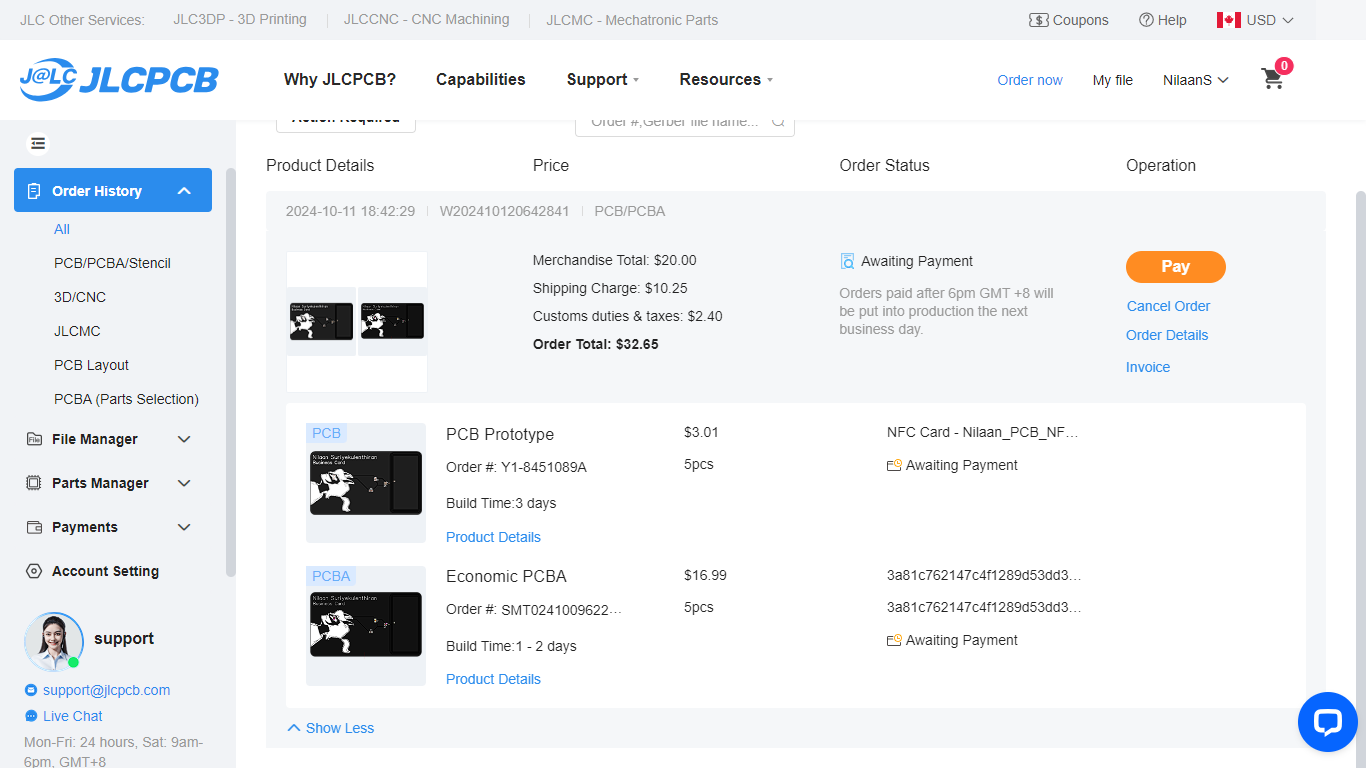 JLC Other Services:
JLC3DP - 3D Printing
JLCCNC - CNC Machining
JLCMC - Mechatronic Parts
Coupons
Help
USD
J@LC JLCPCB
Why JLCPCB?
Capabilities
Support
Resources
Order now
My file
NilaanS
0
Action Required
Order #,Gerber file name...
Order History
All
PCB/PCBA/Stencil
3D/CNC
JLCMC
PCB Layout
PCBA (Parts Selection)
File Manager
Parts Manager
Payments
Account Setting
support
support@jlcpcb.com
Live Chat
Mon-Fri: 24 hours, Sat: 9am-
6pm, GMT+8
Product Details
Price
Order Status
Operation
2024-10-11 18:42:29
W202410120642841
PCB/PCBA
Merchandise Total: $20.00
Shipping Charge: $10.25
Customs duties & taxes: $2.40
Order Total: $32.65
Awaiting Payment
Orders paid after 6pm GMT +8 will
be put into production the next
business day.
Pay
Cancel Order
Order Details
Invoice
PCB
Nilaan Suriyakulenthiran
Business Card
PCB Prototype
Order #: Y1-8451089A
Build Time:3 days
Product Details
$3.01
5pcs
NFC Card - Nilaan_PCB_NF...
Awaiting Payment
PCBA
Nilaan Suriyakulenthiran
Business Card
Economic PCBA
Order #: SMT0241009622...
Build Time:1 - 2 days
Product Details
$16.99
5pcs
3a81c762147c4f1289d53dd3...
3a81c762147c4f1289d53dd3...
Awaiting Payment
Show Less